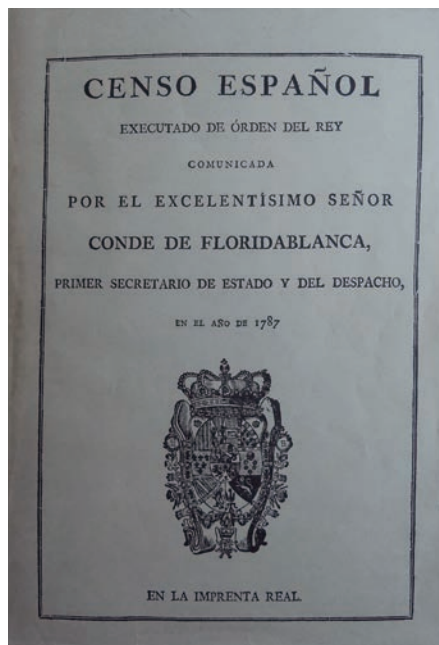 CENSO ESPAÑOL
EXECUTADO DE ÓRDEN DEL REY
COMUNICADA
POR EL EXCELENTÍSIMO SEÑOR
CONDE DE FLORIDABLANCA,
PRIMER SECRETARIO DE ESTADO Y DEL DESPACHO,
EN EL AÑO DE 1787
EN LA IMPRENTA REAL.